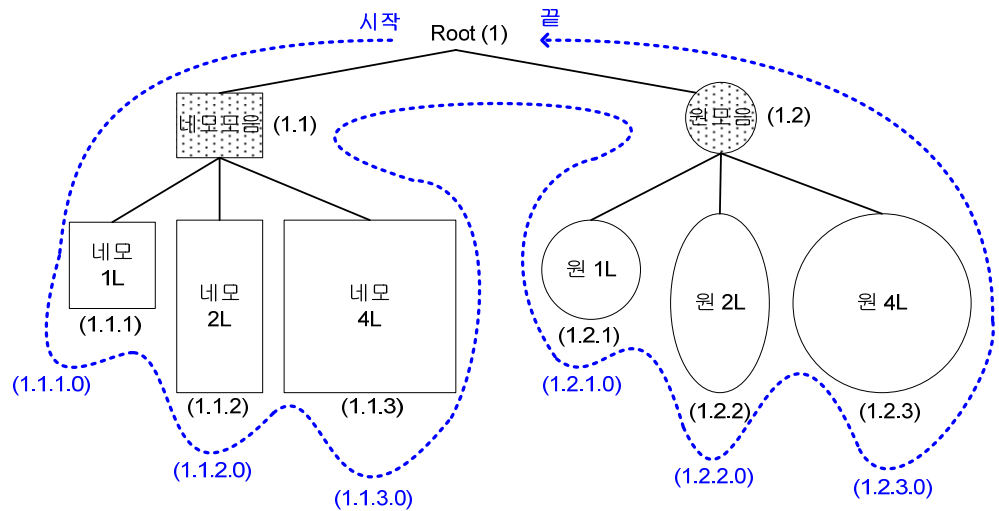 시작
끝
Root (1)
네모모음
(1.1)
원모음
(1.2)
네모
1L
네모
2L
네모
4L
원 1L
원 2L
원 4L
(1.1.1)
(1.2.1)
(1.1.1.0)
(1.2.1.0)
(1.1.2)
(1.1.3)
(1.2.2)
(1.2.3)
(1.1.2.0)
(1.1.3.0)
(1.2.2.0)
(1.2.3.0)